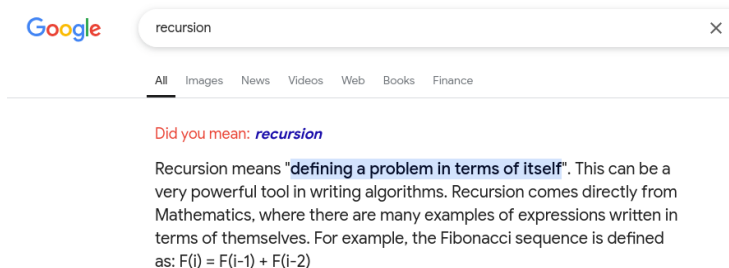 Google
recursion
All Images News Videos Web Books Finance
Did you mean: recursion
Recursion means "defining a problem in terms of itself". This can be a
very powerful tool in writing algorithms. Recursion comes directly from
Mathematics, where there are many examples of expressions written in
terms of themselves. For example, the Fibonacci sequence is defined
as: F(i) = F(i-1) + F(i-2)